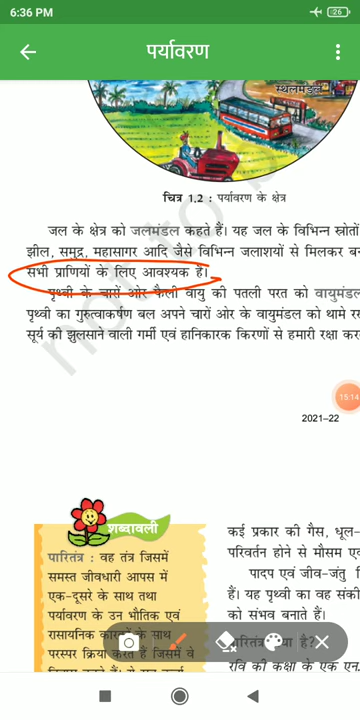 6:36 PM
26
पर्यावरण
स्थलमंडल
चित्र 1.2 : पर्यावरण के क्षेत्र
जल के क्षेत्र को जलमंडल कहते हैं। यह जल के विभिन्न स्रोतों
झील, समुद्र, महासागर आदि जैसे विभिन्न जलाशयों से मिलकर बन
सभी प्राणियों के लिए आवश्यक है।
पृथ्वी के चारों ओर फैली वायु की पतली परत को वायुमंडल
पृथ्वी का गुरुत्वाकर्षण बल अपने चारों ओर के वायुमंडल को थामे
सूर्य की झुलसाने वाली गर्मी एवं हानिकारक किरणों से हमारी रक्षा कर
15:14
2021–22
शब्दावली
पारितंत्र : वह तंत्र जिसमें
समस्त जीवधारी आपस में
एक-दूसरे के साथ तथा
पर्यावरण के उन भौतिक एवं
रासायनिक के साथ
परस्पर क्रिया करते हैं जिसमें वे
कई प्रकार की गैस, धूल-
परिवर्तन होने से मौसम
पादप एवं जीव-जंतु
हैं। यह पृथ्वी का वह संकी
को संभव बनाते हैं।
क्या है?
रवि की कक्षा के एक एन.
not to b